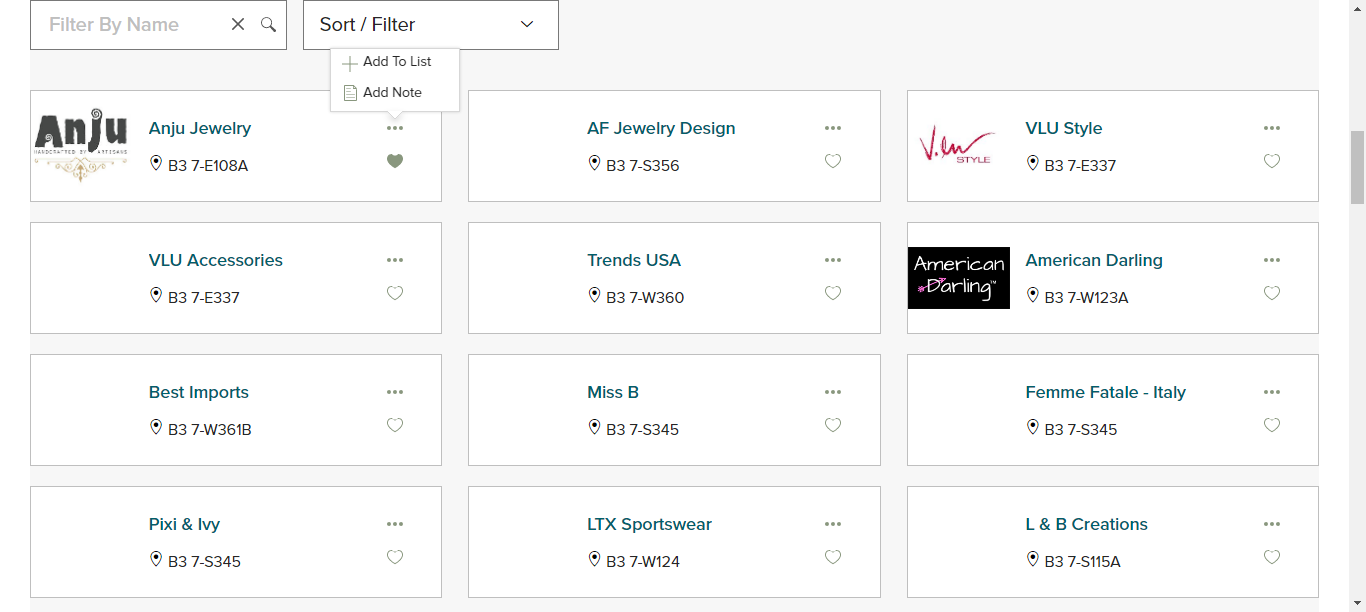 Filter By Name
Sort / Filter
Add To List
Add Note
Anju
HANDCRAFTED BY ARTISANS
Anju Jewelry
B3 7-E108A
AF Jewelry Design
B3 7-S356
V.Lu
STYLE
VLU Style
B3 7-E337
VLU Accessories
B3 7-E337
Trends USA
B3 7-W360
American
Darling™
American Darling
B3 7-W123A
Best Imports
B3 7-W361B
Miss B
B3 7-S345
Femme Fatale - Italy
B3 7-S345
Pixi & Ivy
B3 7-S345
LTX Sportswear
B3 7-W124
L & B Creations
B3 7-S115A